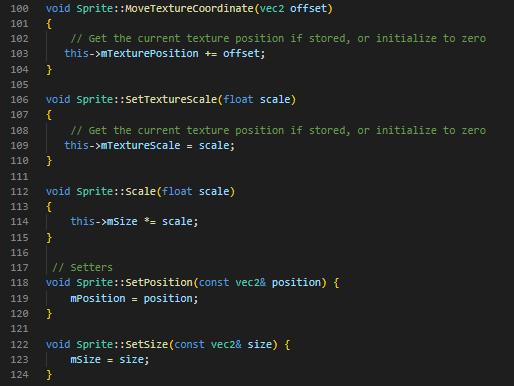 100 void Sprite::MoveTextureCoordinate(vec2 offset)
101 {
102     // Get the current texture position if stored, or initialize to zero
103    this->mTexturePosition += offset;
104 }
105
106 void Sprite::SetTextureScale(float scale)
107 {
108     // Get the current texture position if stored, or initialize to zero
109    this->mTextureScale = scale;
110 }
111
112 void Sprite::Scale(float scale)
113 {
114     this->mSize *= scale;
115 }
116
117  // Setters
118 void Sprite::SetPosition(const vec2& position) {
119     mPosition = position;
120 }
121
122 void Sprite::SetSize(const vec2& size) {
123     mSize = size;
124 }